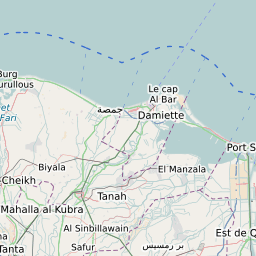 Le cap
Al Bar
Burg
urullous
جمصة
Damiette
et
Fari
Port S
Biyala
El Manzala
Cheikh
Tanah
Mahalla al Kubra
Al Sinbillawain
Est de Q
Tanta
Safur
بر رمسيس